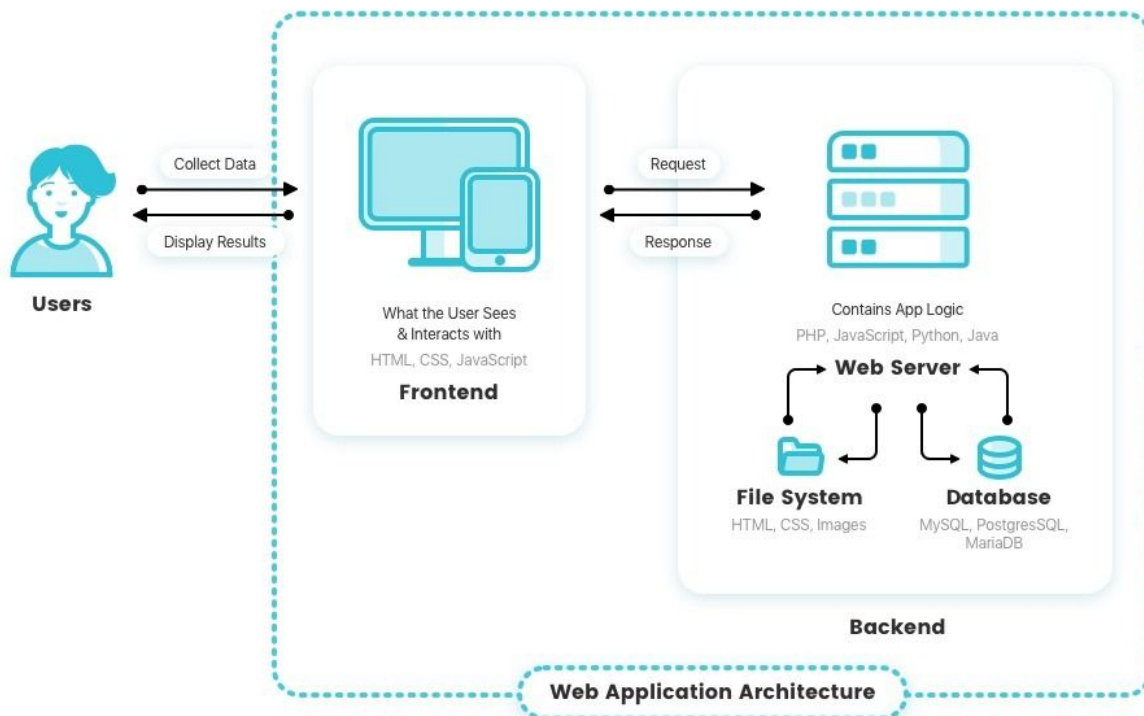 Collect Data
Display Results
Users
What the User Sees
& Interacts with
HTML, CSS, JavaScript
Frontend
Request
Response
Contains App Logic
PHP, JavaScript, Python, Java
Web Server
File System
HTML, CSS, Images
Database
MySQL, PostgresSQL,
MariaDB
Backend
Web Application Architecture